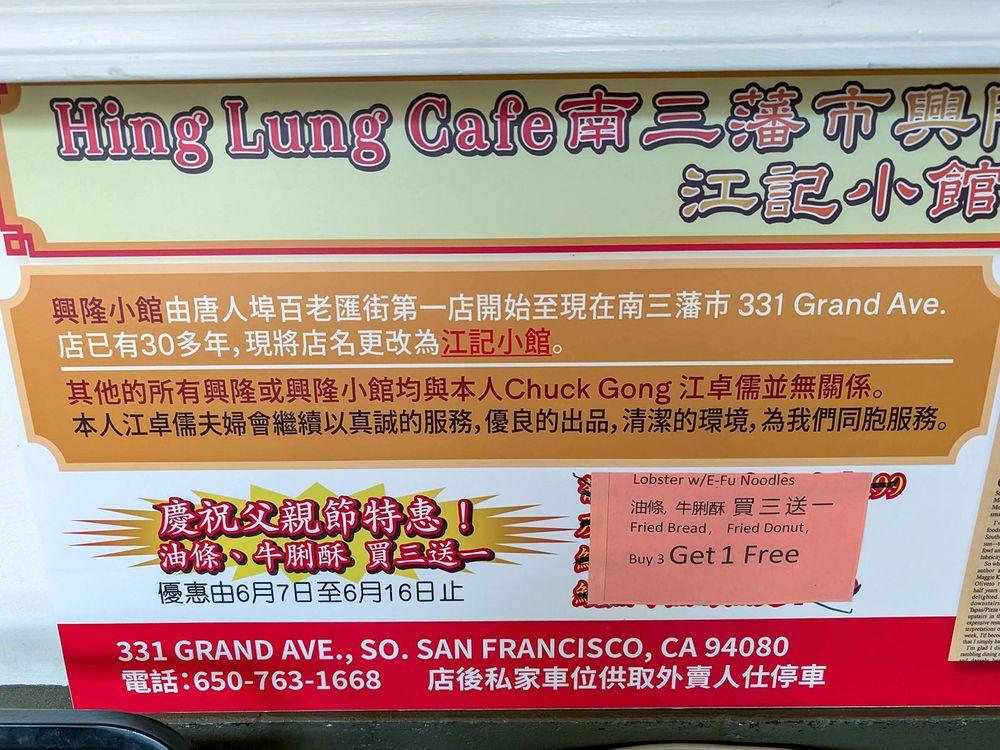 Hing Lung Cafe南三藩市興
江記小館
興隆小館由唐人埠百老匯街第一店開始至現在南三藩市 331 Grand Ave.
店已有30多年,現將店名更改為江記小館。
其他的所有興隆或興隆小館均與本人Chuck Gong 江卓儒並無關係。
本人江卓儒夫婦會繼續以真誠的服務,優良的出品,清潔的環境,為我們同胞服務。
慶祝父親節特惠!
油條、牛脷酥 買三送一
優惠由6月7日至6月16日止
Lobster w/E-Fu Noodles
油條, 牛脷酥 買三送一
Fried Bread, Fried Donut,
Buy 3 Get 1 Free
331 GRAND AVE., SO. SAN FRANCISCO, CA 94080
電話:650-763-1668 店後私家車位供取外賣人仕停車